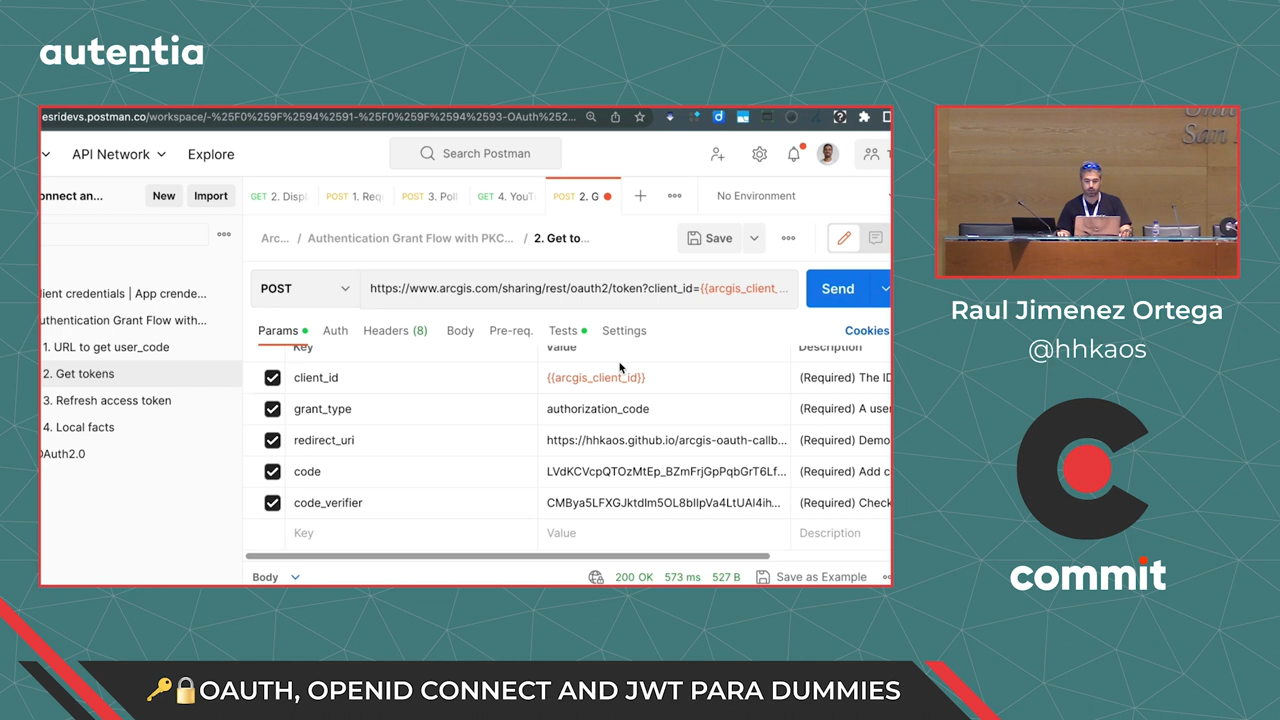 autentia
esridevs.postman.co/workspace/-%25F0%259F%2594%2591-%25F0%259F%2594%2593-OAuth%252...
API Network Explore Search Postman
onnect an... New Import GET 2. Displ POST 1. Req POST 3. Poll GET 4. YouT POST 2. G No Environment
Arc... / Authentication Grant Flow with PKC... / 2. Get to... Save
POST https://www.arcgis.com/sharing/rest/oauth2/token?client_id={{arcgis_client_... Send
ient credentials | App crende...
uthentication Grant Flow with...
1. URL to get user_code
2. Get tokens
3. Refresh access token
4. Local facts
OAuth2.0
Params Auth Headers (8) Body Pre-req. Tests Settings Cookies
Key Value Description
client_id {{arcgis_client_id}} (Required) The ID
grant_type authorization_code (Required) A user
redirect_uri https://hhkaos.github.io/arcgis-oauth-callb... (Required) Demo
code (Required) Add c
code_verifier (Required) Check
Key Value Description
Body 200 OK 573 ms 527 B Save as Example
San
Raul Jimenez Ortega
@hhkaos
commit
🔑🔒OAUTH, OPENID CONNECT AND JWT PARA DUMMIES